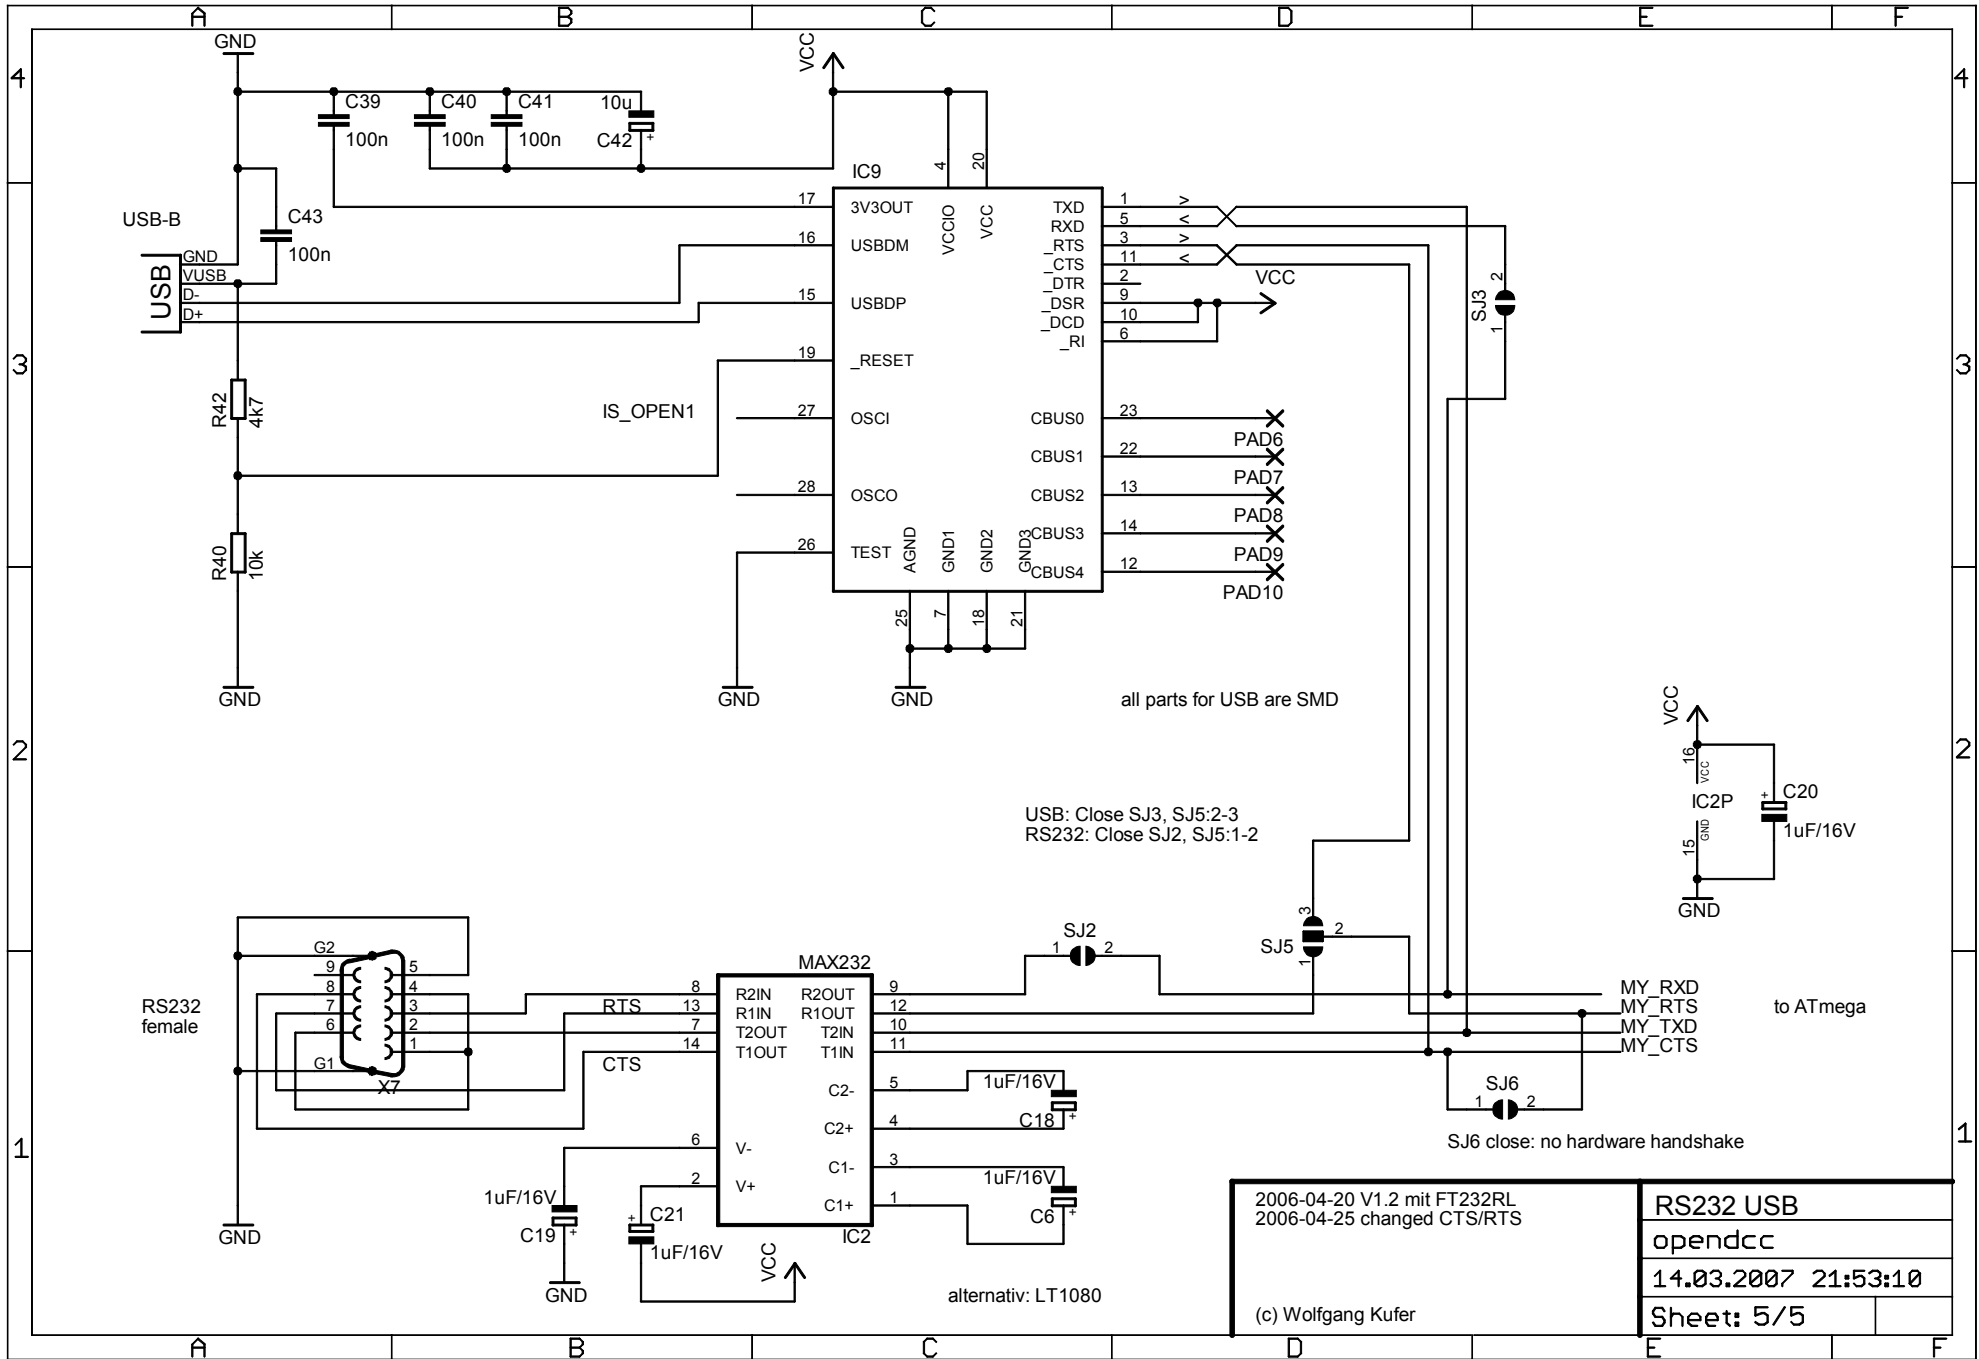 A B C D E F
4 4
3 3
2 2
1 1
A B C D E F
GND
C39
100n
C40
100n
C41
100n
10u
C42
+
VCC
USB-B
C43
100n
USB
GND
VUSB
D-
D+
R42
4k7
R40
10k
GND
IS_OPEN1
GND
IC9
4
20
17 3V3OUT
16 USBDM
15 USBDP
19 _RESET
27 OSCI
28 OSCO
26 TEST
VCCIO
VCC
TXD 1 >
RXD 5 <
_RTS 3 >
_CTS 11 <
_DTR 2
_DSR 9
_DCD 10
_RI 6
VCC
CBUS0 23
PAD6
CBUS1 22
PAD7
CBUS2 13
PAD8
CBUS3 14
PAD9
CBUS4 12
PAD10
AGND
GND1
GND2
GND3
25
7
18
21
GND
SJ3
2
1
all parts for USB are SMD
VCC
16
VCC
IC2P
GND
15
+
C20
1uF/16V
GND
USB: Close SJ3, SJ5:2-3
RS232: Close SJ2, SJ5:1-2
SJ2
1 2
SJ5
3
2
1
RS232
female
G2
9
8
7
6
G1
5
4
3
2
1
X7
GND
RTS
CTS
MAX232
8 R2IN R2OUT 9
13 R1IN R1OUT 12
7 T2OUT T2IN 10
14 T1OUT T1IN 11
C2- 5
C2+ 4
6 V-
C1- 3
2 V+
C1+ 1
IC2
1uF/16V
C18
+
1uF/16V
C6
+
1uF/16V
C19
+
GND
+
C21
1uF/16V
VCC
alternativ: LT1080
MY_RXD
MY_RTS
MY_TXD
MY_CTS
to ATmega
SJ6
1 2
SJ6 close: no hardware handshake
2006-04-20 V1.2 mit FT232RL
2006-04-25 changed CTS/RTS
(c) Wolfgang Kufer
RS232 USB
opendcc
14.03.2007 21:53:10
Sheet: 5/5